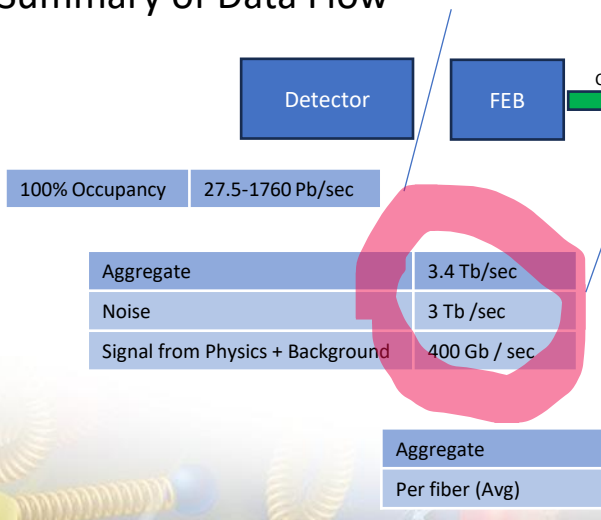 Summary of Data Flow
Detector
FEB
100% Occupancy 27.5-1760 Pb/sec
Aggregate 3.4 Tb/sec
Noise 3 Tb /sec
Signal from Physics + Background 400 Gb / sec
Aggregate
Per fiber (Avg)